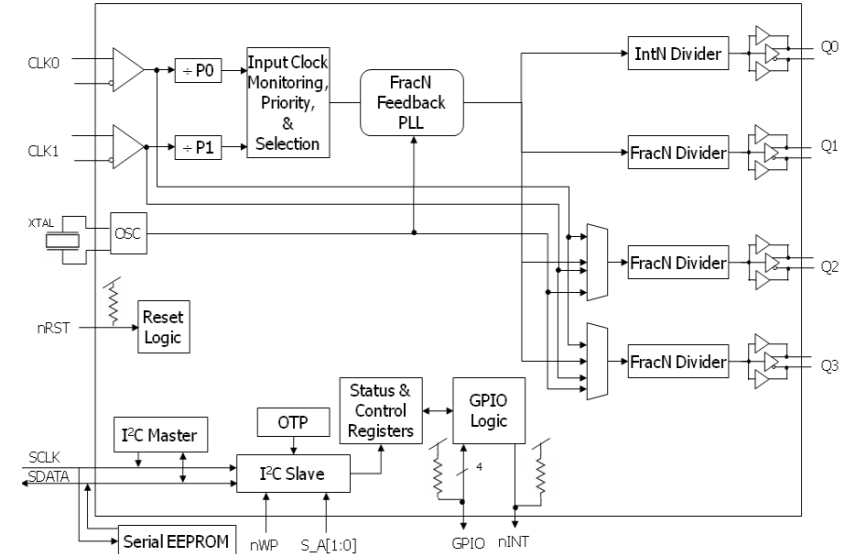 CLK0
÷ P0
Input Clock
Monitoring,
Priority,
&
Selection
FracN
Feedback
PLL
IntN Divider
Q0
CLK1
÷ P1
FracN Divider
Q1
XTAL
OSC
FracN Divider
Q2
nRST
Reset
Logic
FracN Divider
Q3
Status &
Control
Registers
GPIO
Logic
OTP
I²C Master
SCLK
SDATA
I²C Slave
4
Serial EEPROM
nWP
S_A[1:0]
GPIO
nINT